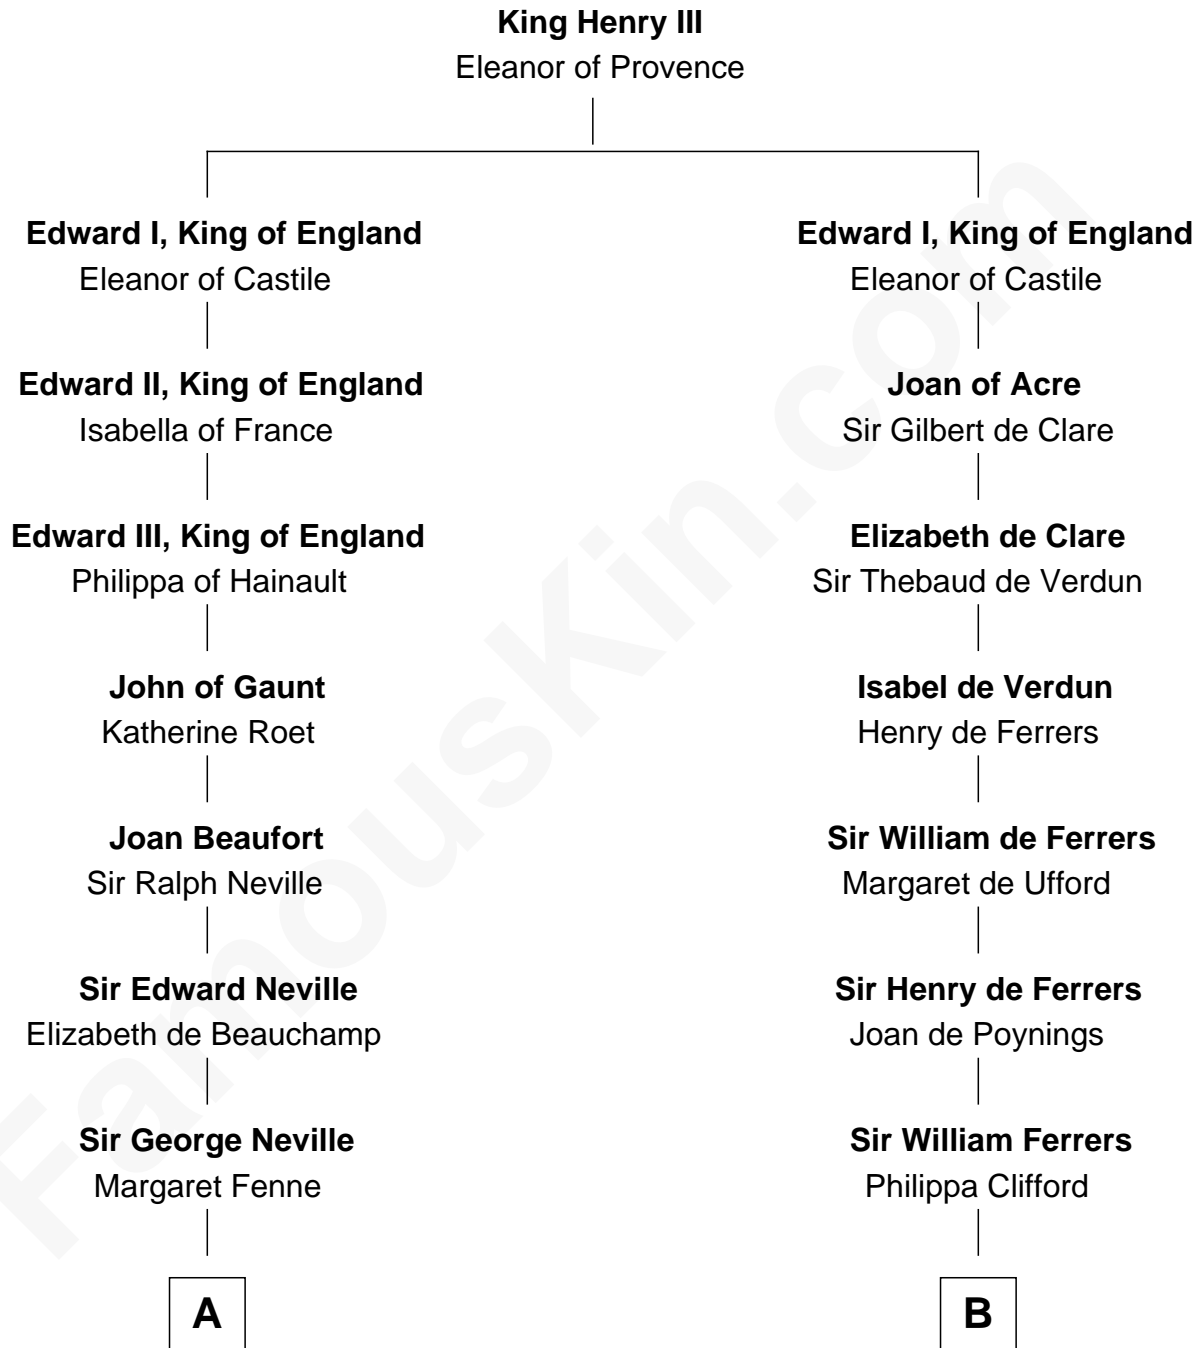 King Henry III
Eleanor of Provence
Edward I, King of England
Eleanor of Castile
Edward II, King of England
Isabella of France
Edward III, King of England
Philippa of Hainault
John of Gaunt
Katherine Roet
Joan Beaufort
Sir Ralph Neville
Sir Edward Neville
Elizabeth de Beauchamp
Sir George Neville
Margaret Fenne
A
Edward I, King of England
Eleanor of Castile
Joan of Acre
Sir Gilbert de Clare
Elizabeth de Clare
Sir Thebaud de Verdun
Isabel de Verdun
Henry de Ferrers
Sir William de Ferrers
Margaret de Ufford
Sir Henry de Ferrers
Joan de Poynings
Sir William Ferrers
Philippa Clifford
B
FamousKin.com